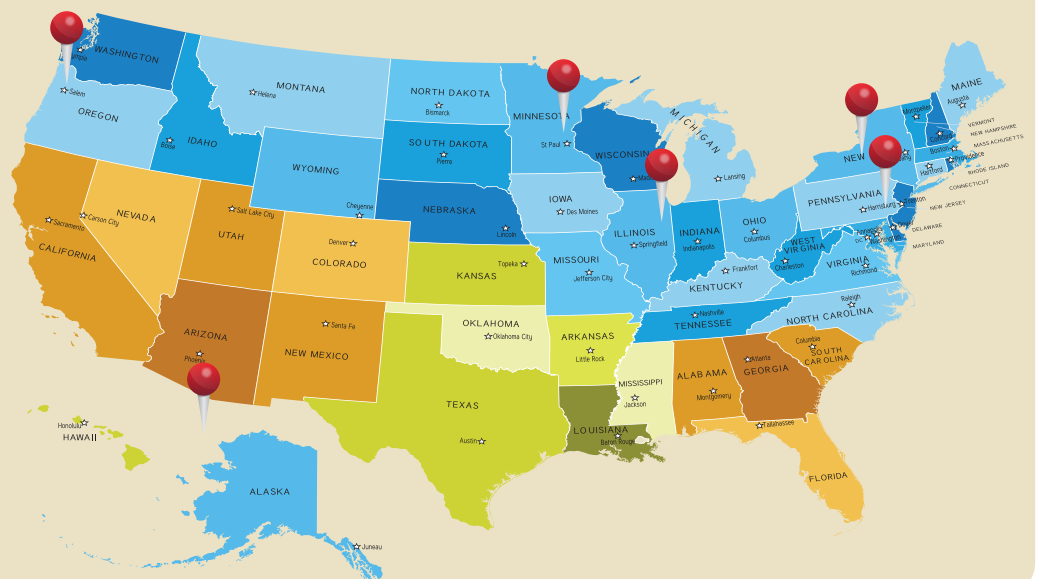 WASHINGTON
Salem
OREGON
MONTANA
Helena
IDAHO
Boise
NORTH DAKOTA
Bismarck
SOUTH DAKOTA
Pierre
MINNESOTA
St Paul
WISCONSIN
MICHIGAN
Lansing
MAINE
Augusta
VERMONT
Montpelier
NEW HAMPSHIRE
Concord
MASSACHUSETTS
Boston
Providence
RHODE ISLAND
Hartford
CONNECTICUT
NEW
NEW JERSEY
DELAWARE
MARYLAND
WYOMING
Cheyenne
NEBRASKA
Lincoln
IOWA
Des Moines
ILLINOIS
Springfield
INDIANA
Indianapolis
OHIO
Columbus
PENNSYLVANIA
Harrisburg
WEST
VIRGINIA
Charleston
VIRGINIA
Richmond
NEVADA
Carson City
Sacramento
CALIFORNIA
UTAH
Salt Lake City
Denver
COLORADO
KANSAS
Topeka
MISSOURI
Jefferson City
KENTUCKY
Frankfort
Nashville
TENNESSEE
Raleigh
NORTH CAROLINA
Columbia
SOUTH
CAROLINA
ARIZONA
Phoenix
NEW MEXICO
Santa Fe
OKLAHOMA
Oklahoma City
ARKANSAS
Little Rock
MISSISSIPPI
Jackson
ALABAMA
Montgomery
Atlanta
GEORGIA
TEXAS
Austin
LOUISIANA
Baton Rouge
Tallahassee
FLORIDA
Honolulu
HAWAII
ALASKA
Juneau